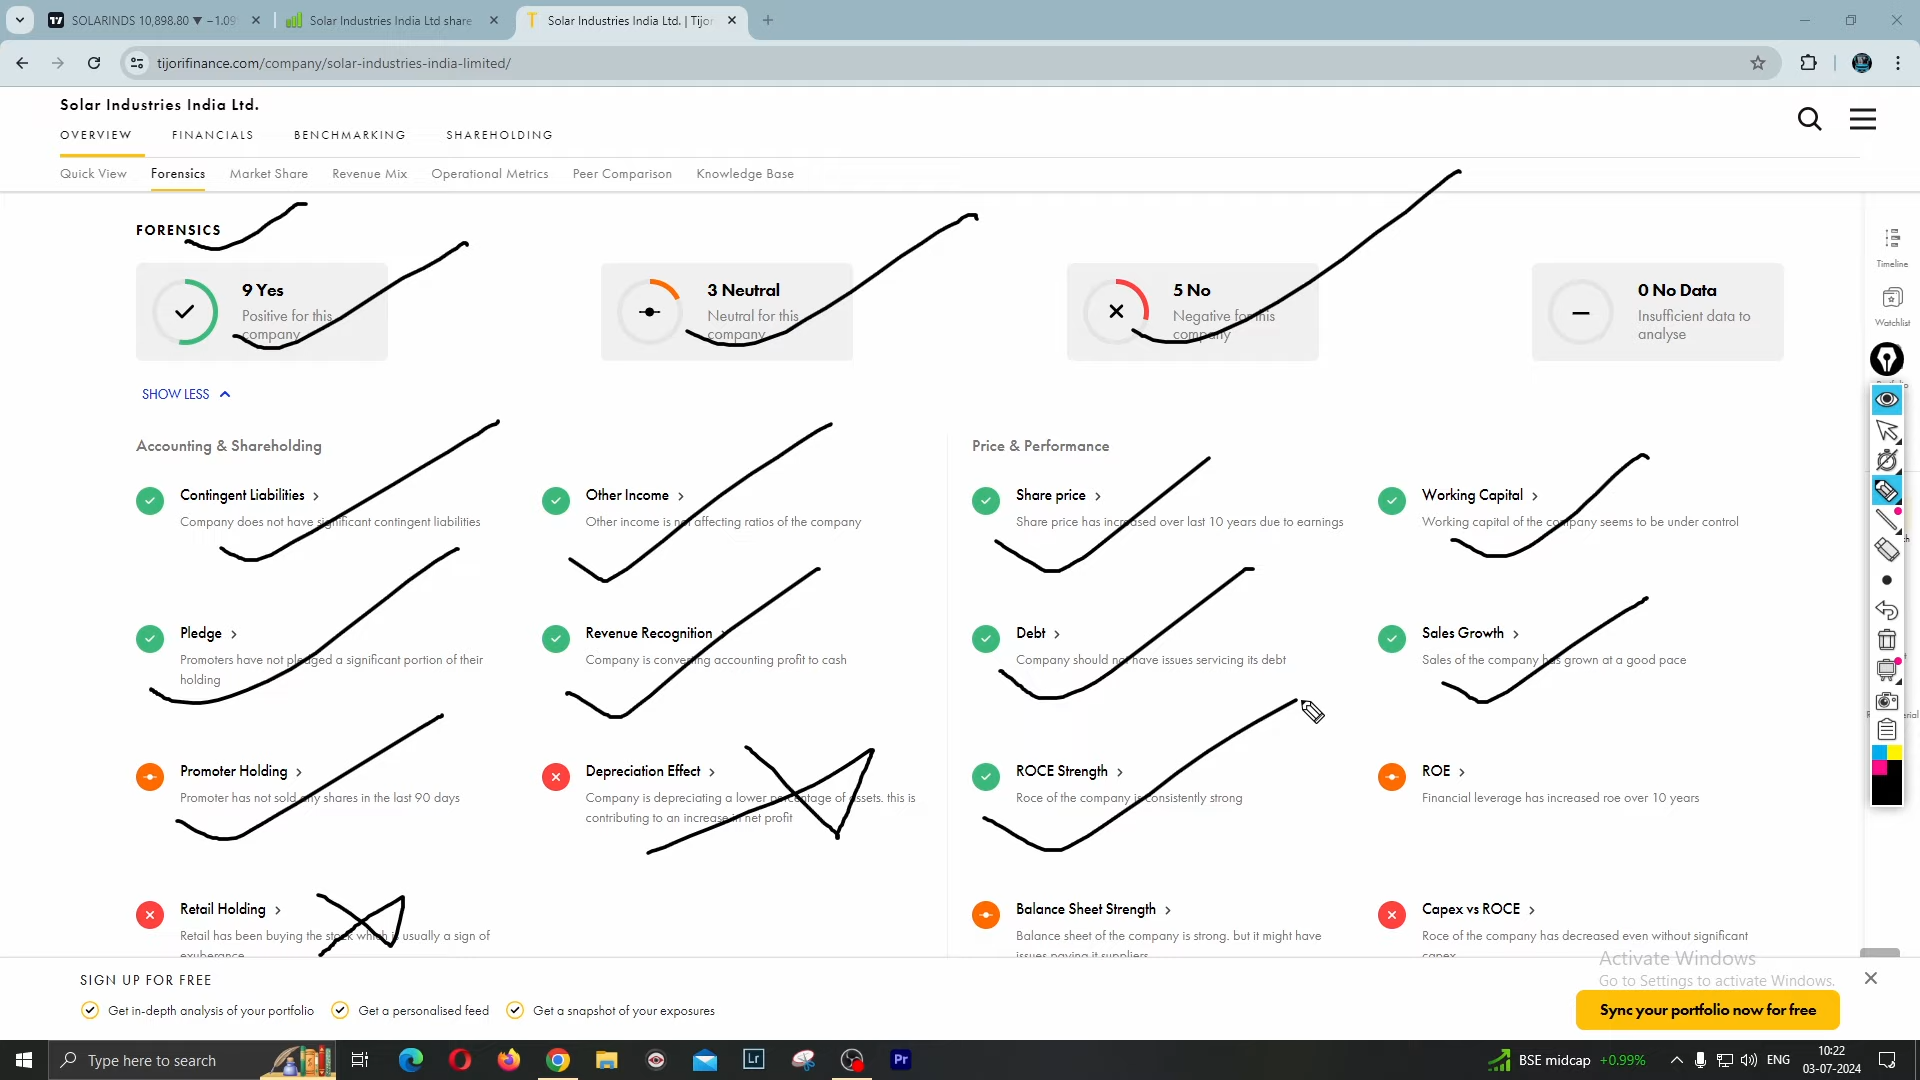 SOLARINDS 10,898.80 ▼ −1.09
Solar Industries India Ltd share
Solar Industries India Ltd. | Tijor
tijorifinance.com/company/solar-industries-india-limited/
Solar Industries India Ltd.
OVERVIEW FINANCIALS BENCHMARKING SHAREHOLDING
Quick View Forensics Market Share Revenue Mix Operational Metrics Peer Comparison Knowledge Base
FORENSICS
9 Yes
Positive for this
company
3 Neutral
Neutral for this
company
5 No
Negative for this
company
0 No Data
Insufficient data to
analyse
Timeline
Watchlist
SHOW LESS
Accounting & Shareholding
Price & Performance
Contingent Liabilities >
Company does not have significant contingent liabilities
Other Income >
Other income is not affecting ratios of the company
Share price >
Share price has increased over last 10 years due to earnings
Working Capital >
Working capital of the company seems to be under control
Pledge >
Promoters have not pledged a significant portion of their
holding
Revenue Recognition >
Company is convering accounting profit to cash
Debt >
Company should not have issues servicing its debt
Sales Growth >
Sales of the company has grown at a good pace
Promoter Holding >
Promoter has not sold any shares in the last 90 days
Depreciation Effect >
Company is depreciating a lower percentage of assets. this is
contributing to an increase in net profit
ROCE Strength >
Roce of the company is consistently strong
ROE >
Financial leverage has increased roe over 10 years
Retail Holding >
Retail has been buying the stock which is usually a sign of
exuberance
Balance Sheet Strength >
Balance sheet of the company is strong. but it might have
issues paying it suppliers
Capex vs ROCE >
Roce of the company has decreased even without significant
capex
Activate Windows
Go to Settings to activate Windows.
SIGN UP FOR FREE
Get in-depth analysis of your portfolio
Get a personalised feed
Get a snapshot of your exposures
Sync your portfolio now for free
Type here to search
Lr
Pr
BSE midcap +0.99%
ENG
10:22
03-07-2024